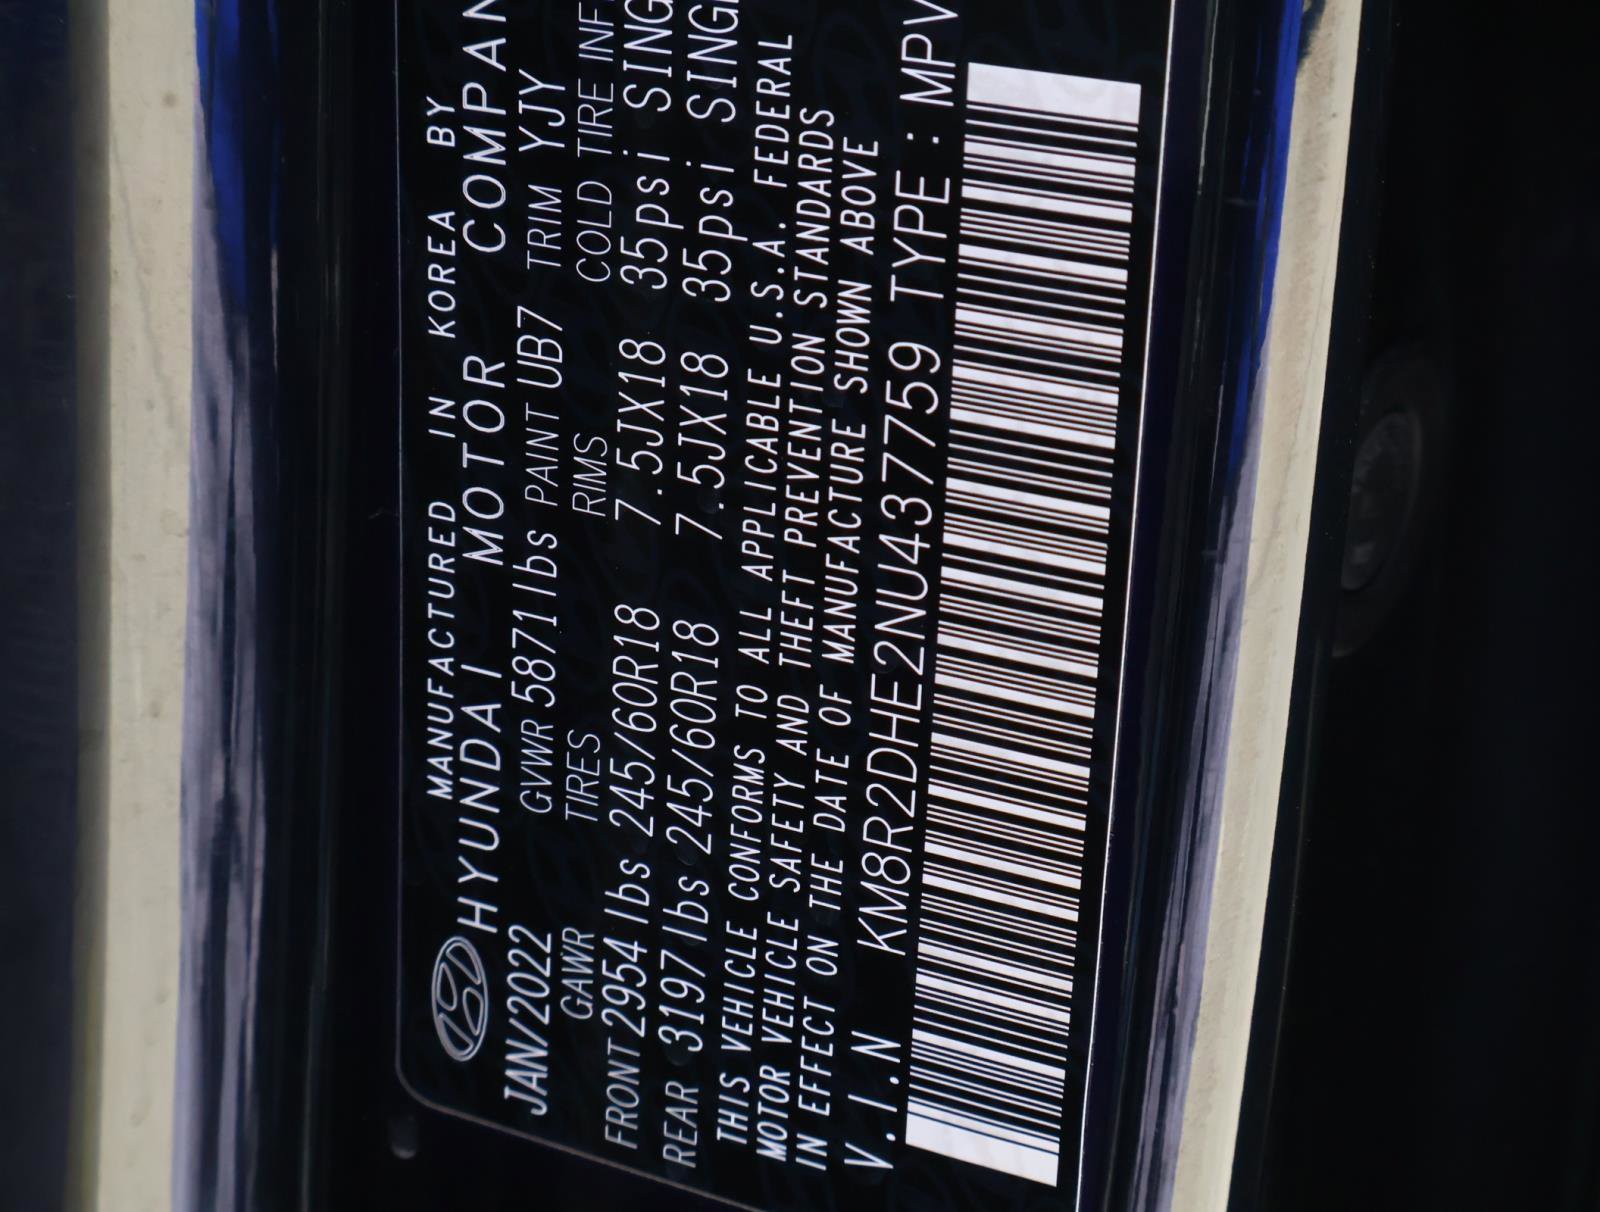 MANUFACTURED IN KOREA BY
HYUNDAI MOTOR COMPAN
JAN/2022 GVWR 5871lbs PAINT UB7 TRIM YJY
GAWR TIRES RIMS COLD TIRE INF
FRONT 2954 lbs 245/60R18 7.5JX18 35psi SING
REAR 3197 lbs 245/60R18 7.5JX18 35psi SING
THIS VEHICLE CONFORMS TO ALL APPLICABLE U.S.A. FEDERAL
MOTOR VEHICLE SAFETY AND THEFT PREVENTION STANDARDS
IN EFFECT ON THE DATE OF MANUFACTURE SHOWN ABOVE
V.I.N KM8R2DHE2NU437759 TYPE : MPV